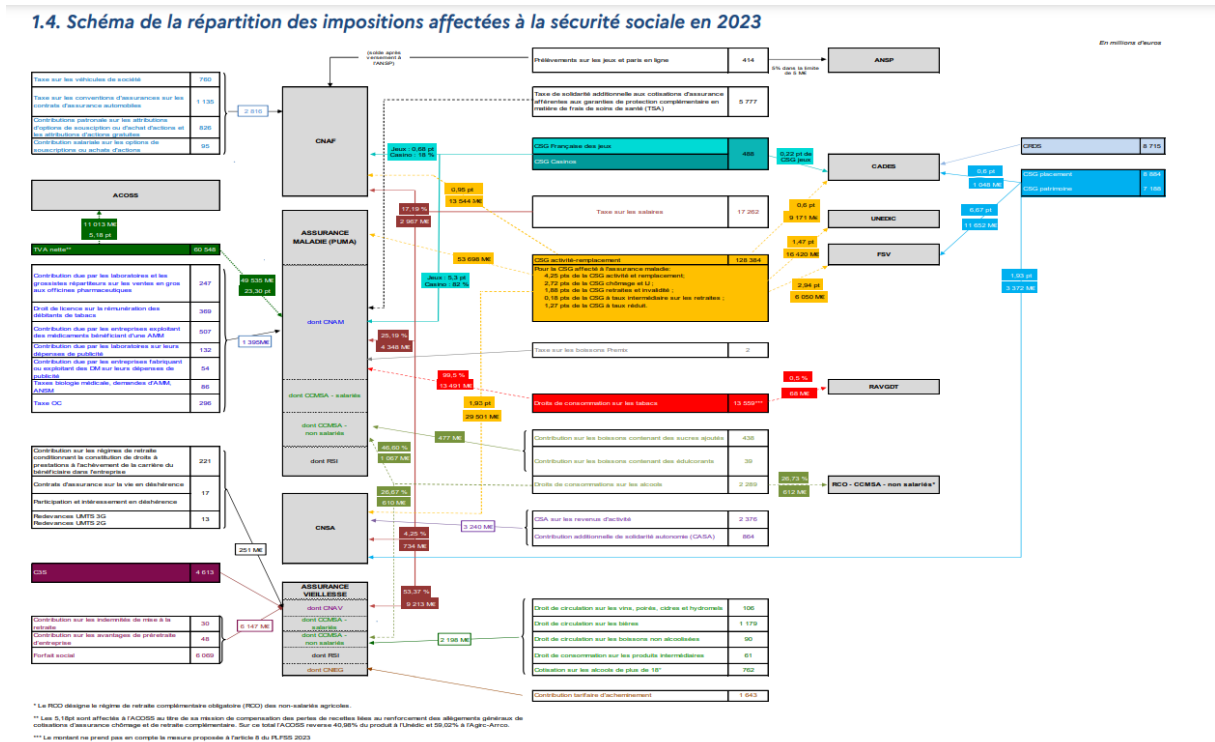 1.4. Schéma de la répartition des impositions affectées à la sécurité sociale en 2023
En millions d'euros
(solde après
versement à
l'ANSP)
Prélèvements sur les jeux et paris en ligne 414
5% dans la limite
de 5 M€
ANSP
Taxe sur les véhicules de société 760
Taxe sur les conventions d'assurances sur les
contrats d'assurance automobiles. 1 135
Contributions patronale sur les attributions
d'options de souscription ou d'achat d'actions et
les attributions d'actions gratuites 826
Contribution salariale sur les options de
souscriptions ou achats d'actions 95
2 816
CNAF
Taxe de solidarité additionnelle aux cotisations d'assurance
afférentes aux garanties de protection complémentaire en
matière de frais de soins de santé (TSA) 5 777
Jeux : 0,68 pt
Casino : 18 %
CSG Française des jeux
CSG Casinos
488
0,22 pt de
CSG jeux
CADES
CRDS 8 715
0,6 pt
1 048 M€
CSG placement 8 884
CSG patrimoine 7 188
ACOSS
11 013 M€
5,18 pt
0,95 pt
13 544 M€
17,19 %
2 967 M€
Taxe sur les salaires 17 262
0,6 pt
9 171 M€
UNEDIC
6,67 pt
11 652 M€
TVA nette** 60 548
ASSURANCE
MALADIE (PUMA)
1,47 pt
16 420 M€
FSV
53 698 M€
CSG activité-remplacement 128 384
Pour la CSG affecté à l'assurance maladie:
4,25 pts de la CSG activité et remplacement;
2,72 pts de la CSG chômage et IJ ;
1,88 pts de la CSG retraites et invalidité ;
0,18 pts de la CSG à taux intermédiaire sur les retraites ;
1,27 pts de la CSG à taux réduit.
2,94 pt
6 050 M€
1,93 pt
3 372 M€
49 535 M€
23,30 pt
Jeux : 5,3 pt
Casino : 82 %
Contribution due par les laboratoires et les
grossistes répartiteurs sur les ventes en gros
aux officines pharmaceutiques 247
Droit de licence sur la rémunération des
débitants de tabacs 369
Contribution due par les entreprises exploitant
des médicaments bénéficiant d'une AMM 507
Contribution due par les laboratoires sur leurs
dépenses de publicité 132
Contribution due par les entreprises fabriquant
ou exploitant des DM sur leurs dépenses de
publicité 54
Taxes biologie médicale, demandes d'AMM,
ANSM 86
Taxe OC 296
1 395M€
dont CNAM
25,19 %
4 348 M€
Taxe sur les boissons Premix 2
99,5 %
13 491 M€
0,5 %
68 M€
RAVGDT
dont CCMSA - salariés
Droits de consommation sur les tabacs 13 559***
1,93 pt
29 501 M€
dont CCMSA -
non salariés
477 M€
Contribution sur les boissons contenant des sucres ajoutés 438
Contribution sur les boissons contenant des édulcorants 39
46,60 %
1 067 M€
dont RSI
Droits de consommations sur les alcools 2 289
26,73 %
612 M€
RCO - CCMSA - non salariés*
Contribution sur les régimes de retraite
conditionnant la constitution de droits à
prestations à l'achèvement de la carrière du
bénéficiaire dans l'entreprise 221
Contrats d'assurance sur la vie en déshérence
Participation et intéressement en déshérence
17
Redevances UMTS 3G
Redevances UMTS 2G 13
26,67 %
610 M€
CNSA
3 240 M€
CSA sur les revenus d'activité 2 376
Contribution additionnelle de solidarité autonomie (CASA) 864
4,25 %
734 M€
251 M€
C3S 4 613
ASSURANCE
VIEILLESSE
53,37 %
9 213 M€
dont CNAV
dont CCMSA -
salariés
dont CCMSA -
non salariés
dont RSI
dont CNIEG
Contribution sur les indemnités de mise à la
retraite 30
Contribution sur les avantages de préretraite
d'entreprise 48
Forfait social 6 069
6 147 M€
2 198 M€
Droit de circulation sur les vins, poirés, cidres et hydromels 106
Droit de circulation sur les bières 1 179
Droit de circulation sur les boissons non alcoolisées 90
Droit de consommation sur les produits intermédiaires 61
Cotisation sur les alcools de plus de 18° 762
Contribution tarifaire d'acheminement 1 643
* Le RCO désigne le régime de retraite complémentaire obligatoire (RCO) des non-salariés agricoles.
** Les 5,18pt sont affectés à l'ACOSS au titre de sa mission de compensation des pertes de recettes liées au renforcement des allègements généraux de
cotisations d'assurance chômage et de retraite complémentaire. Sur ce total l'ACOSS reverse 40,98% du produit à l'Unédic et 59,02% à l'Agirc-Arrco.
*** Le montant ne prend pas en compte la mesure proposée à l'article 8 du PLFSS 2023